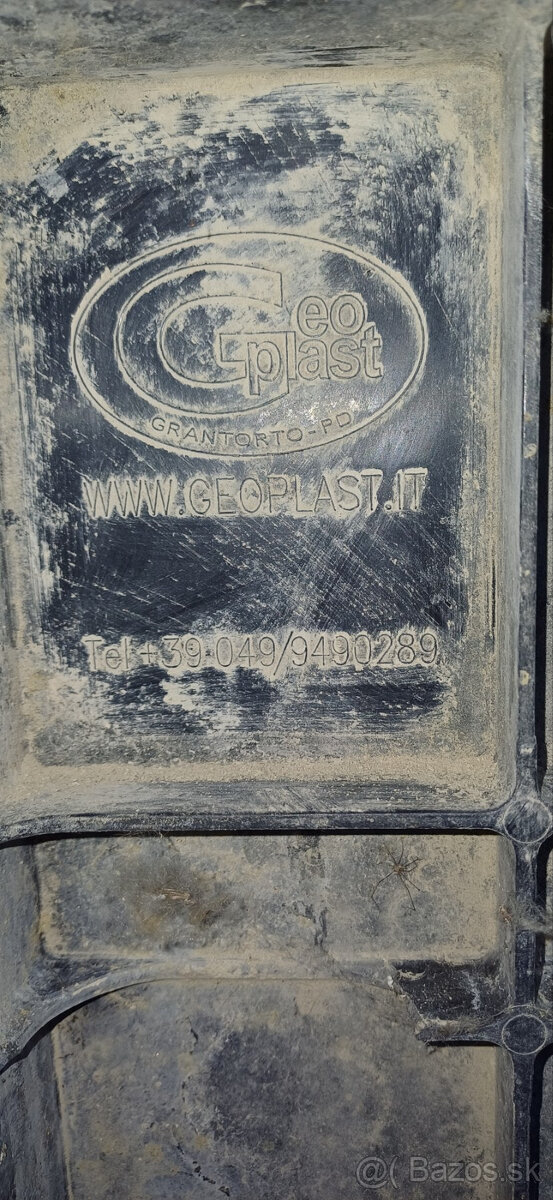 Geo
plast
GRANTORTO-PD
WWW.GEOPLAST.IT
Tel +39 049/9490289
@( Bazos.sk